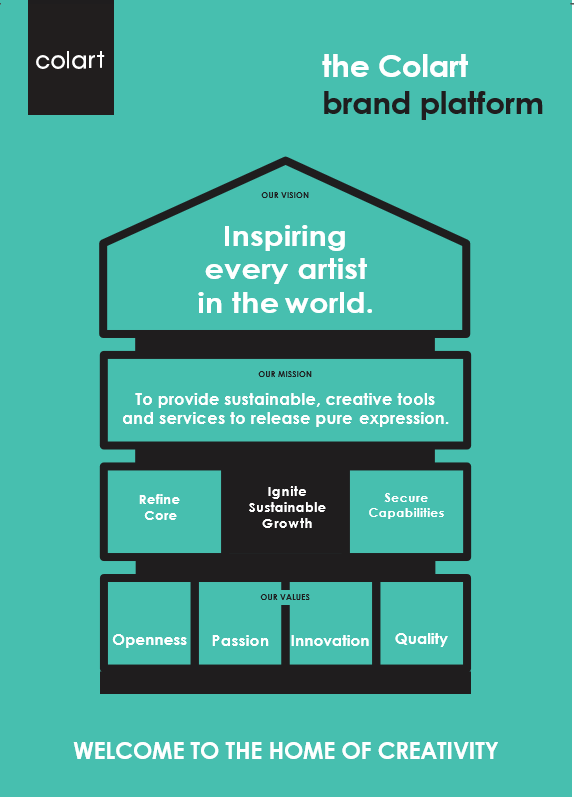 colart
the Colart
brand platform
OUR VISION
Inspiring
every artist
in the world.
OUR MISSION
To provide sustainable, creative tools
and services to release pure expression.
Refine
Core
Ignite
Sustainable
Growth
Secure
Capabilities
OUR VALUES
Openness Passion Innovation Quality
WELCOME TO THE HOME OF CREATIVITY